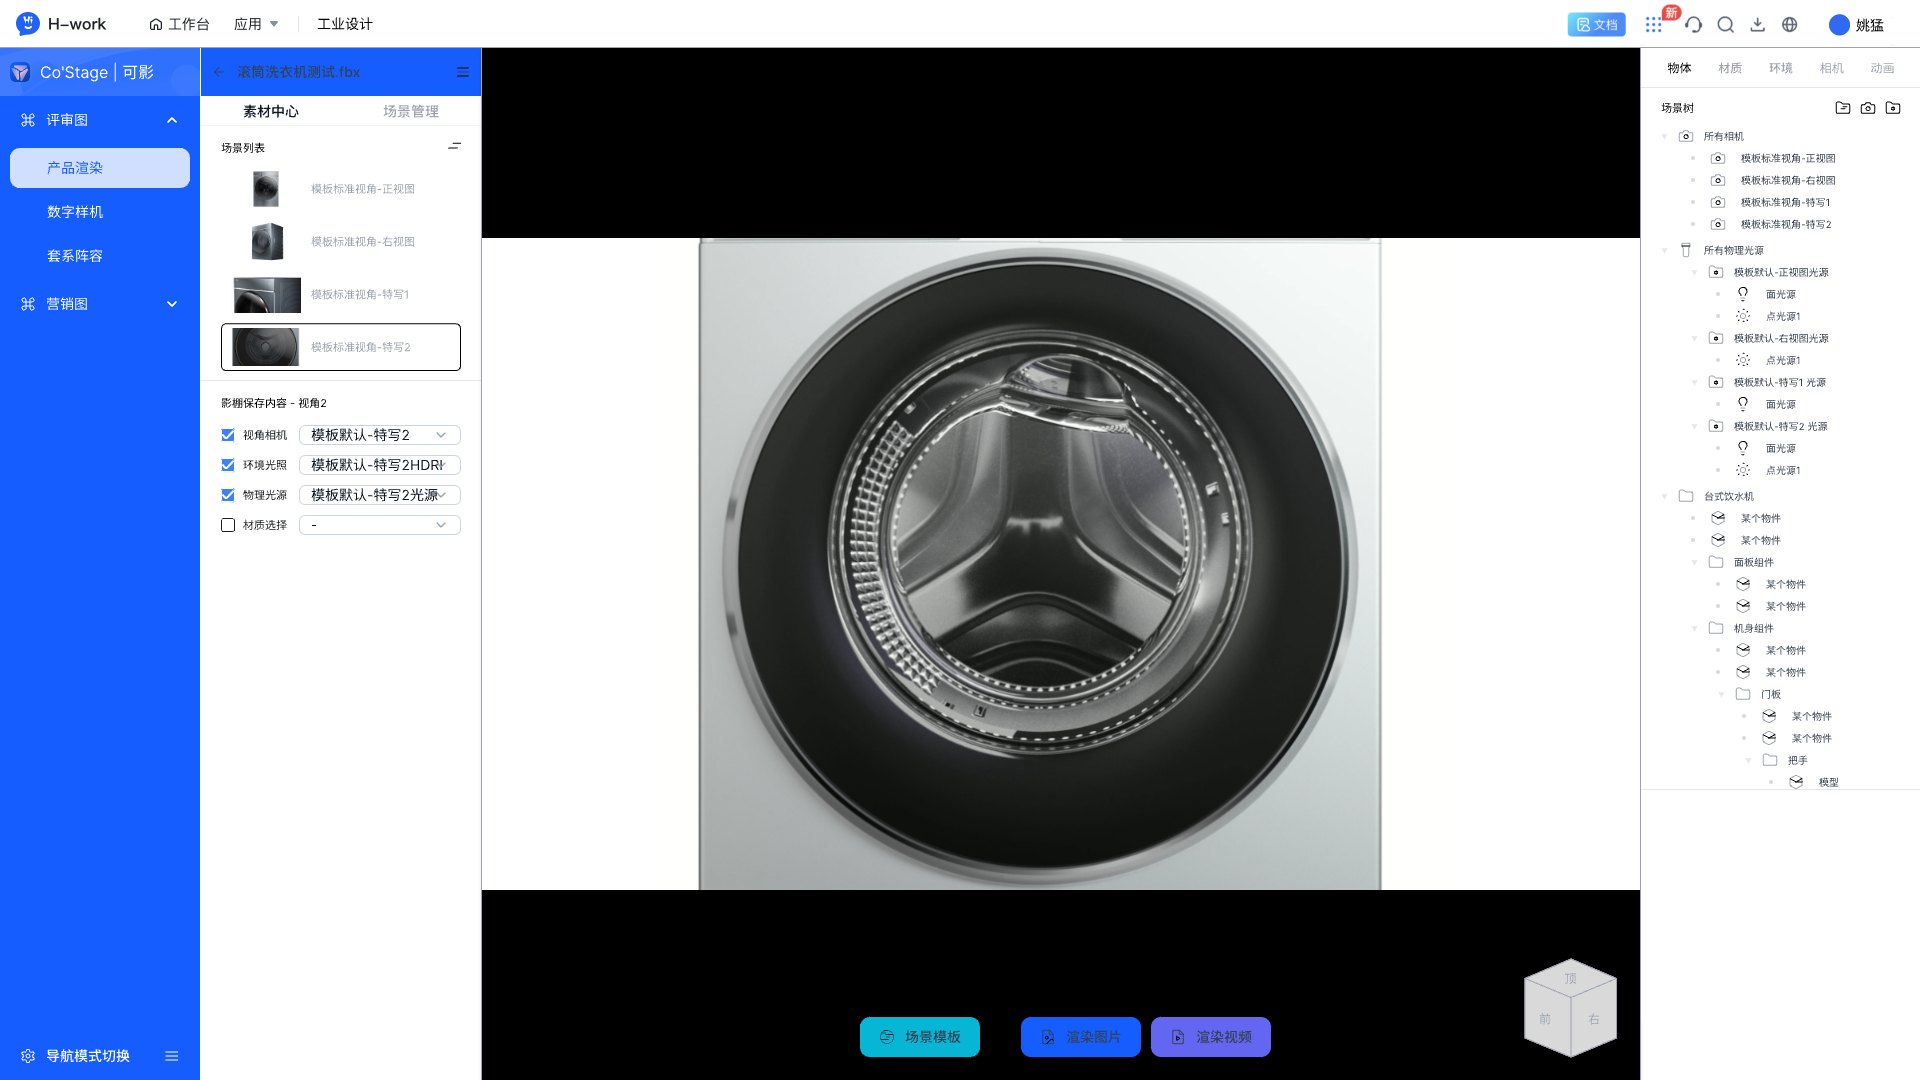 H-work
工作台
应用
工业设计
文档
新
姚猛
Co'Stage | 可影
评审图
产品渲染
数字样机
套系阵容
营销图
导航模式切换
滚筒洗衣机测试.fbx
素材中心
场景管理
场景列表
模板标准视角-正视图
模板标准视角-右视图
模板标准视角-特写1
模板标准视角-特写2
影棚保存内容 - 视角2
视角相机
模板默认-特写2
环境光照
模板默认-特写2HDRI
物理光源
模板默认-特写2光源
材质选择
-
场景模板
渲染图片
渲染视频
顶
前
右
物体
材质
环境
相机
动画
场景树
所有相机
模板标准视角-正视图
模板标准视角-右视图
模板标准视角-特写1
模板标准视角-特写2
所有物理光源
模板默认-正视图光源
面光源
点光源1
模板默认-右视图光源
点光源1
模板默认-特写1 光源
面光源
模板默认-特写2 光源
面光源
点光源1
台式饮水机
某个物件
某个物件
面板组件
某个物件
某个物件
机身组件
某个物件
某个物件
门板
某个物件
某个物件
把手
模型